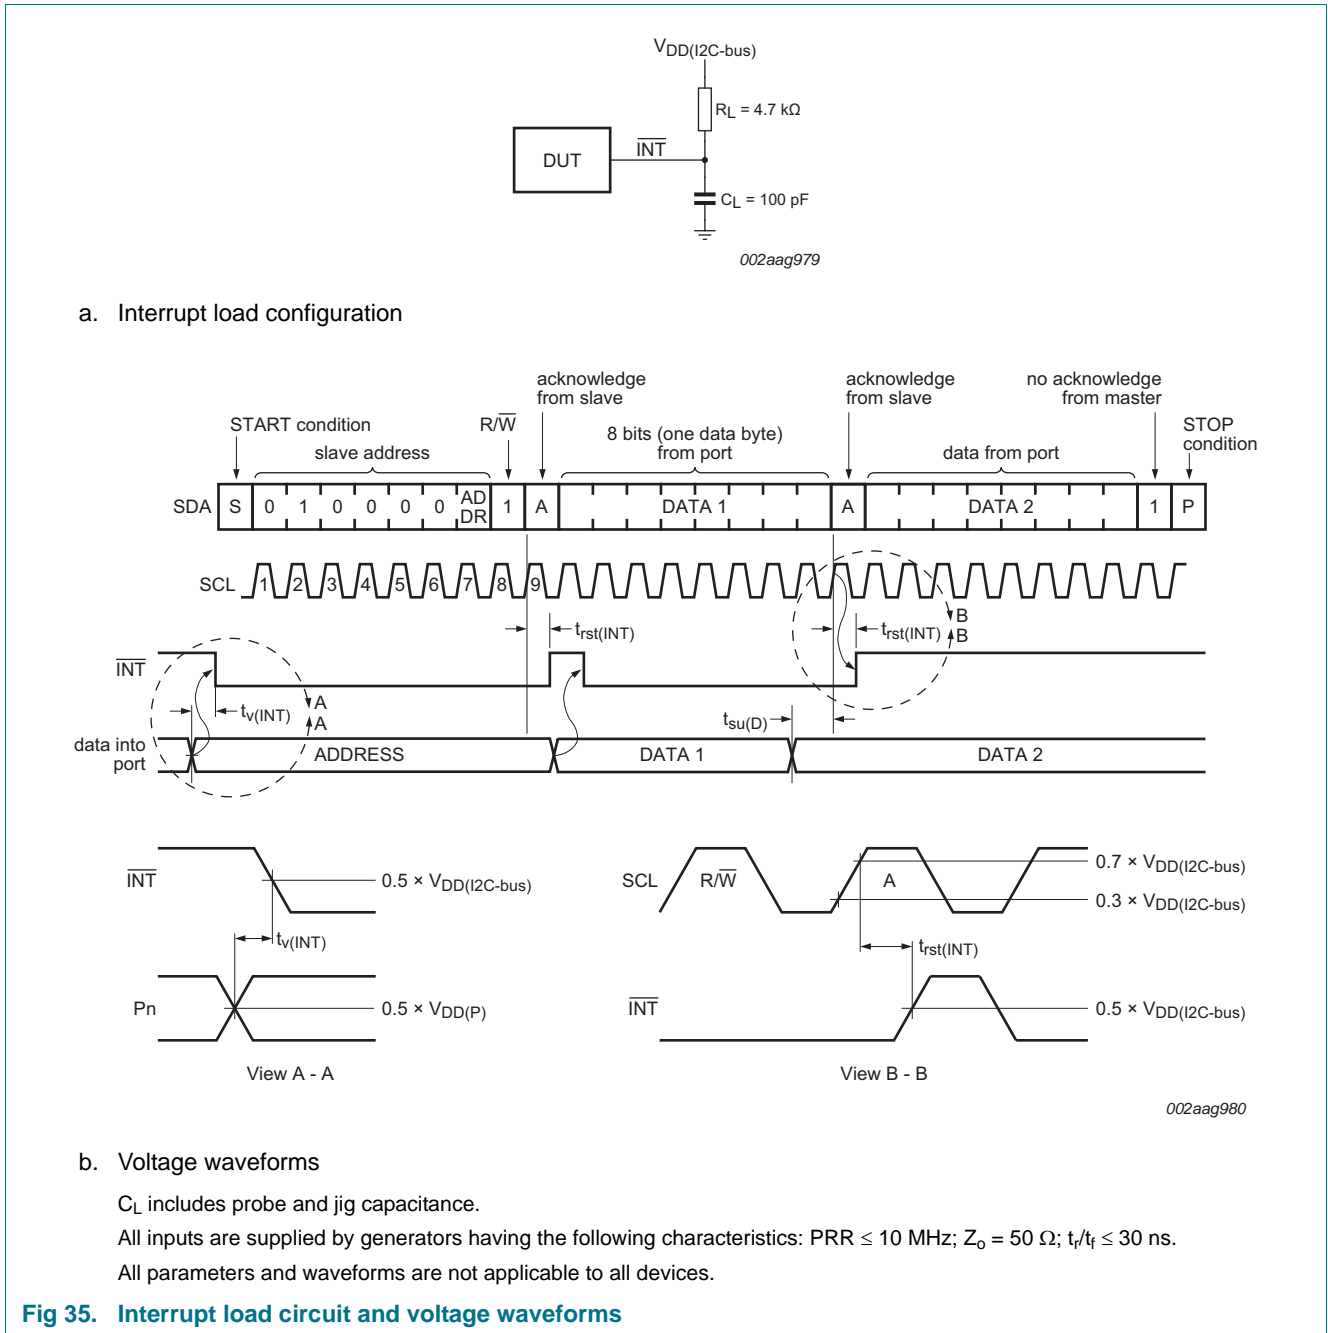 VDD(I2C-bus)
RL = 4.7 kΩ
DUT
INT
CL = 100 pF
002aag979
a. Interrupt load configuration
acknowledge
from slave
acknowledge
from slave
no acknowledge
from master
START condition
R/W
8 bits (one data byte)
from port
STOP
condition
slave address
data from port
SDA S 0 1 0 0 0 0 AD DR 1 A DATA 1 A DATA 2 1 P
SCL 1 2 3 4 5 6 7 8 9
B
B
trst(INT)
trst(INT)
INT
A
A
tv(INT)
tsu(D)
data into
port
ADDRESS
DATA 1
DATA 2
INT
0.5 × VDD(I2C-bus)
tv(INT)
Pn
0.5 × VDD(P)
View A - A
SCL
R/W
A
0.7 × VDD(I2C-bus)
0.3 × VDD(I2C-bus)
trst(INT)
INT
0.5 × VDD(I2C-bus)
View B - B
002aag980
b. Voltage waveforms
CL includes probe and jig capacitance.
All inputs are supplied by generators having the following characteristics: PRR ≤ 10 MHz; Zo = 50 Ω; tr/tf ≤ 30 ns.
All parameters and waveforms are not applicable to all devices.
Fig 35. Interrupt load circuit and voltage waveforms